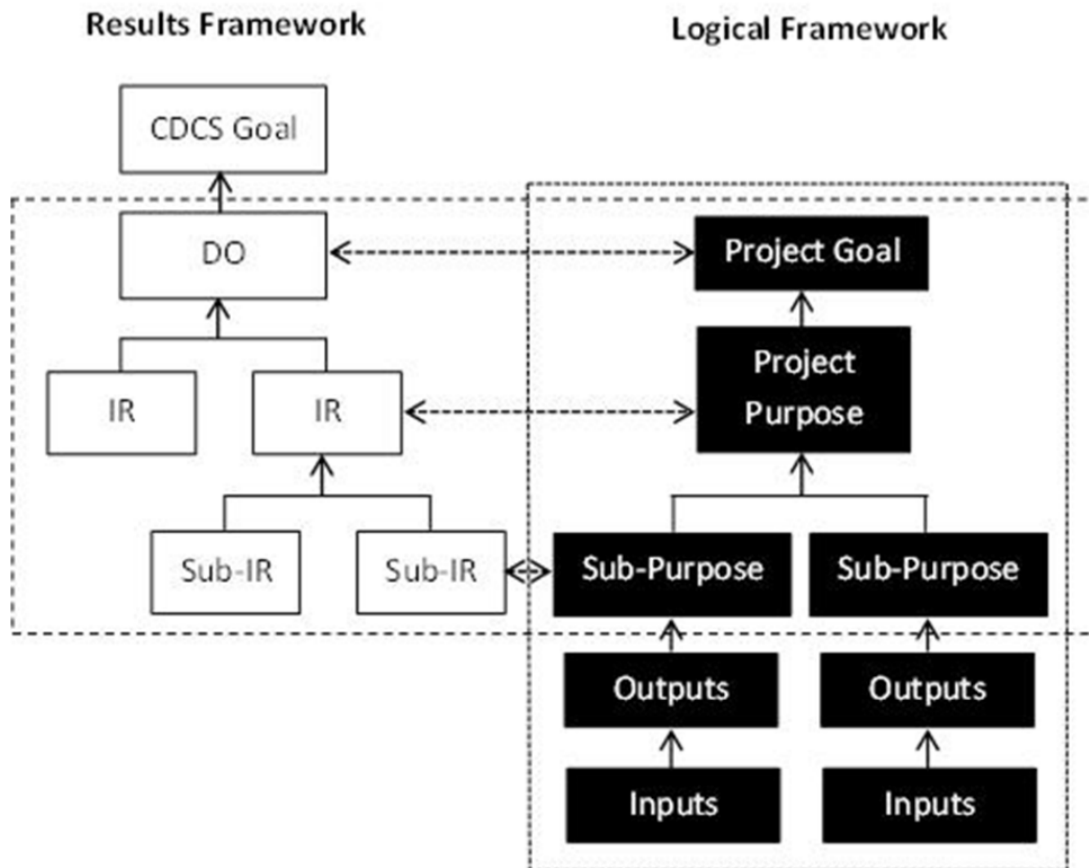 Results Framework
Logical Framework
CDCS Goal
DO
Project Goal
IR
IR
Project
Purpose
Sub-IR
Sub-IR
Sub-Purpose
Sub-Purpose
Outputs
Outputs
Inputs
Inputs